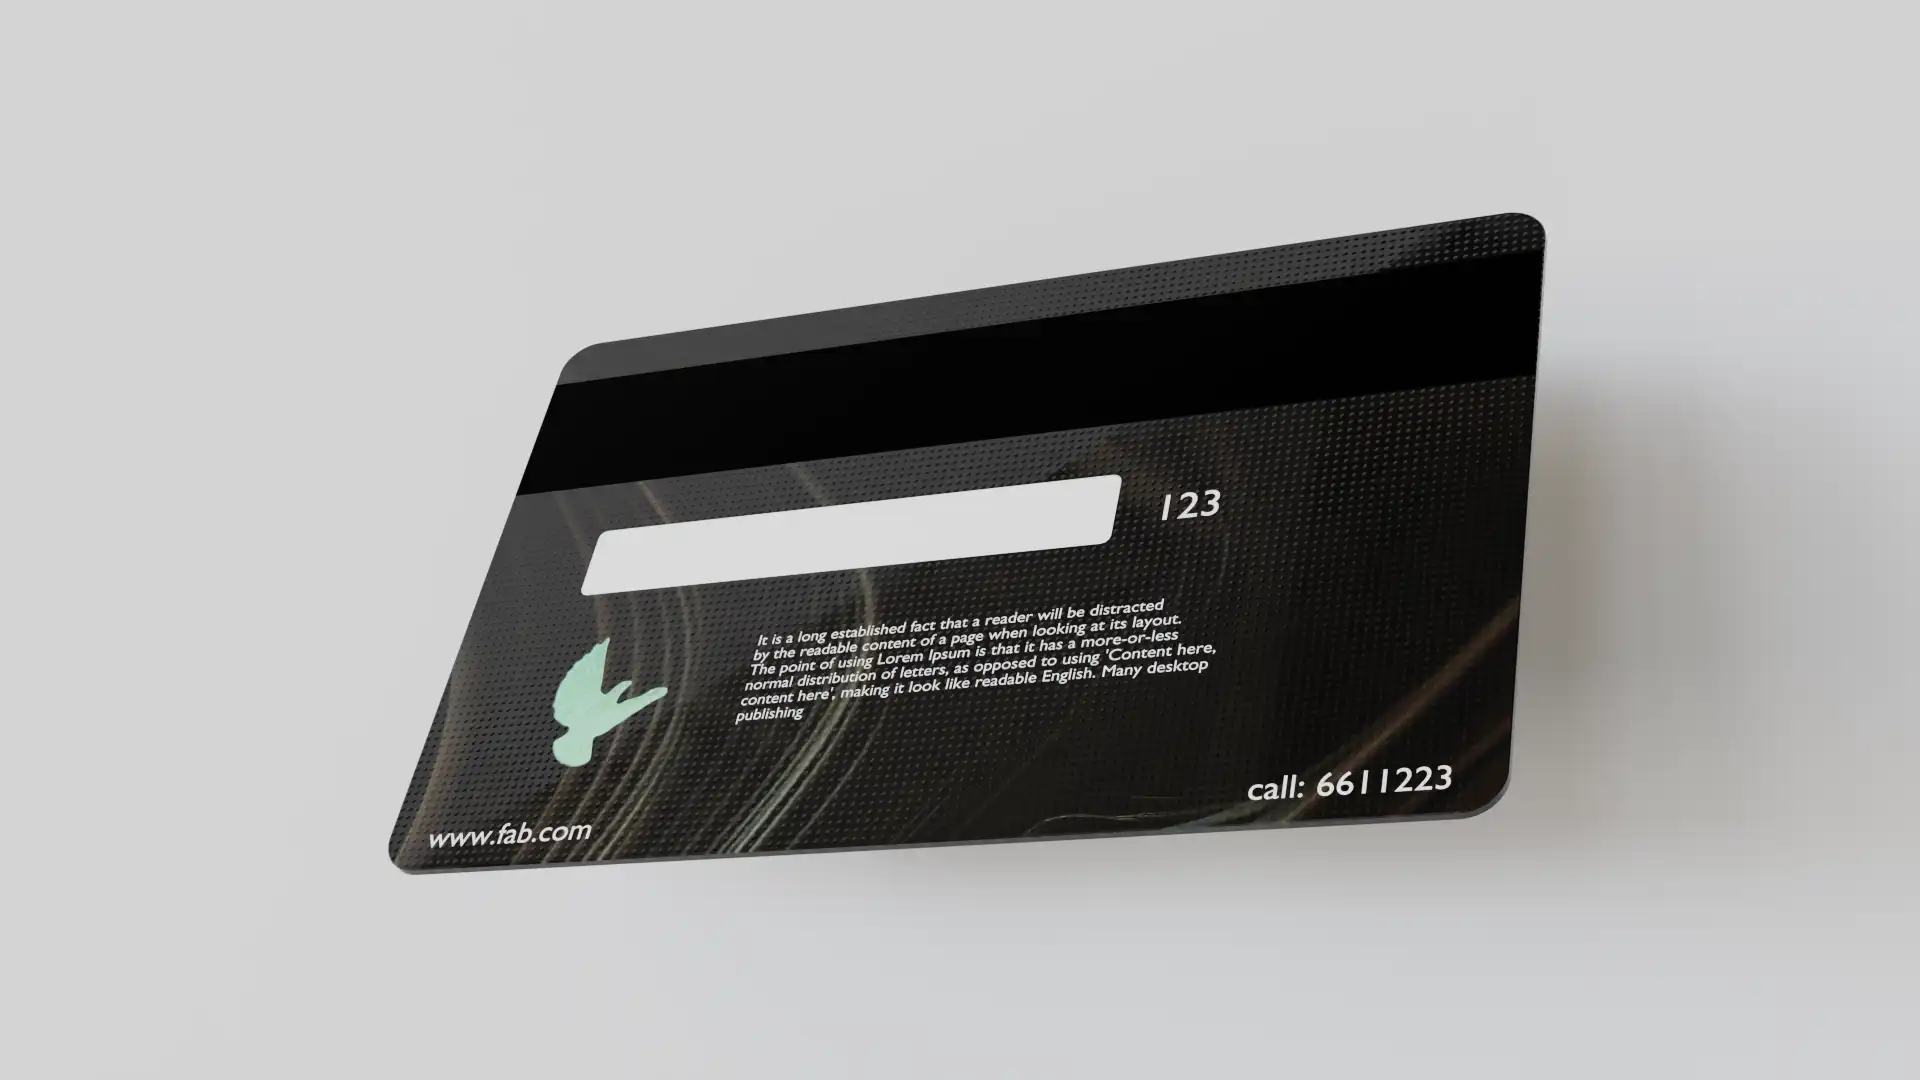 123
It is a long established fact that a reader will be distracted
by the readable content of a page when looking at its layout.
The point of using Lorem Ipsum is that it has a more-or-less
normal distribution of letters, as opposed to using 'Content here,
content here', making it look like readable English. Many desktop
publishing
www.fab.com
call: 6611223